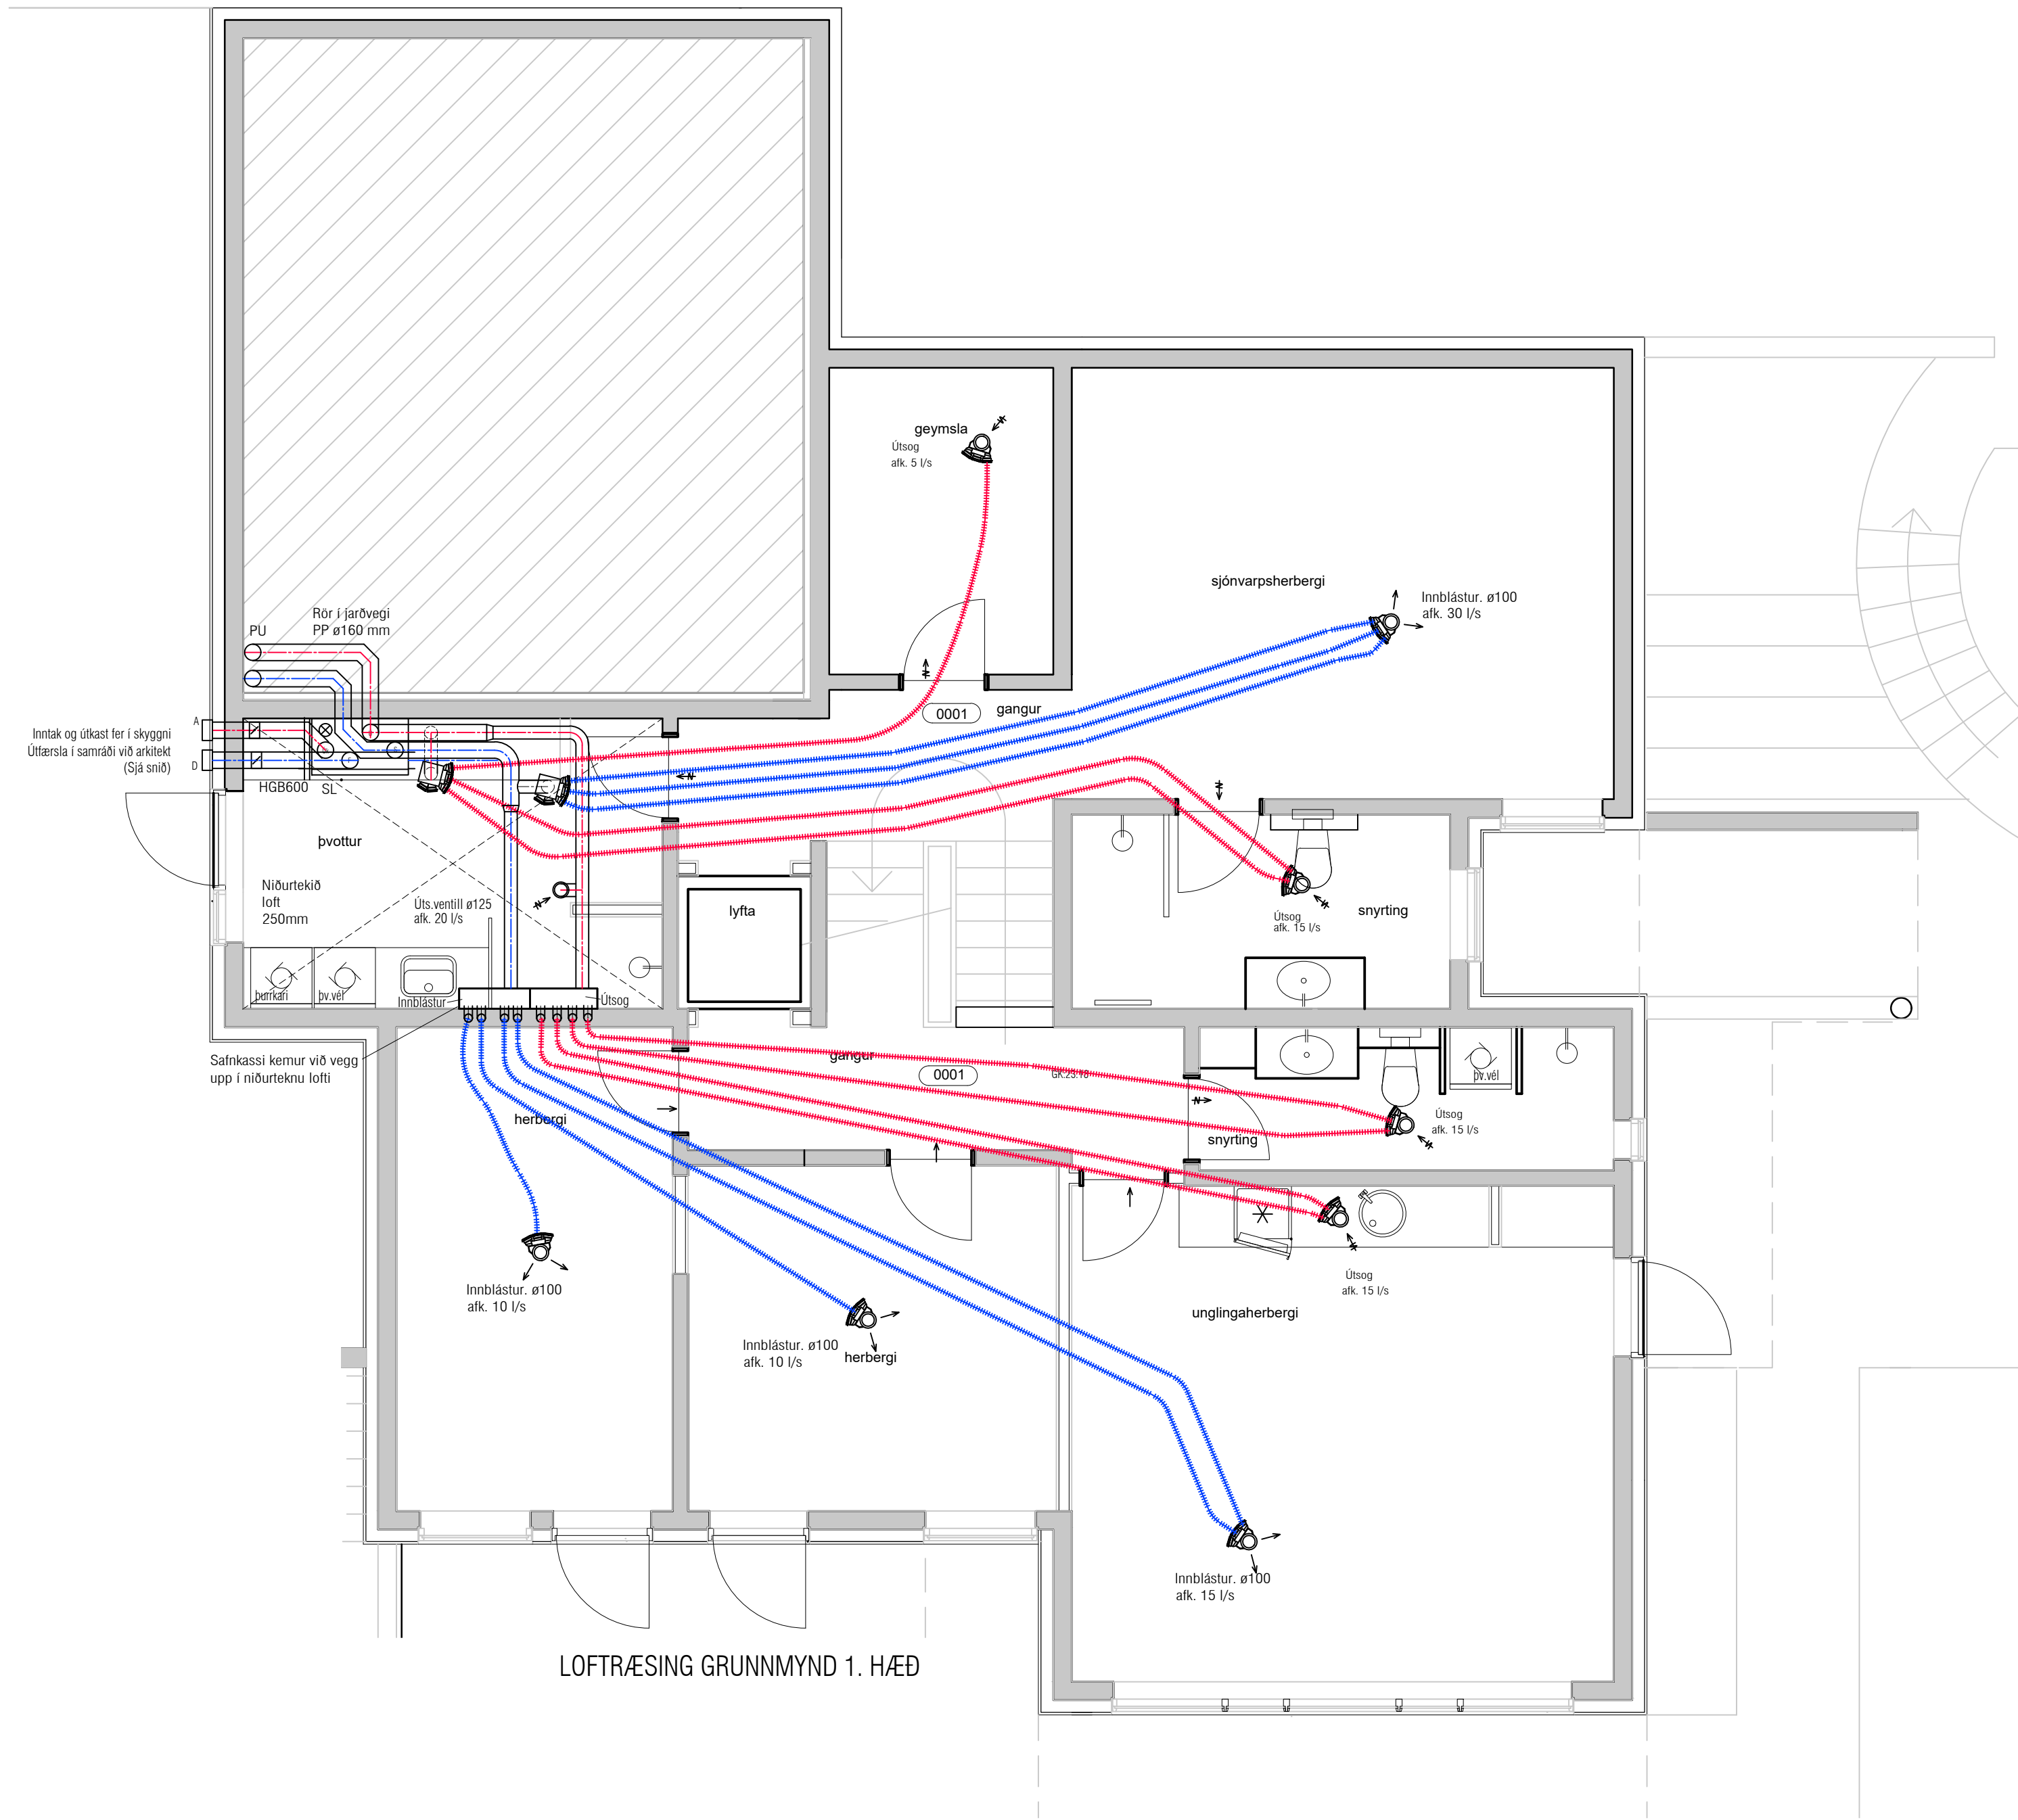 geymsla
Útsog
afk. 5 l/s
sjónvarpsherbergi
Innblástur. ø100
afk. 30 l/s
Rör í jarðvegi
PP ø160 mm
PU
gangur
0001
A
Inntak og útkast fer í skyggni
Útfærsla í samráði við arkitekt
(Sjá snið)
D
HGB600
SL
N
N
N
þvottur
Niðurtekið
loft
250mm
Úts.ventill ø125
afk. 20 l/s
lyfta
Útsog
afk. 15 l/s
snyrting
þurrkari
þv.vél
Innblástur
Útsog
Safnkassi kemur við vegg
upp í niðurteknu lofti
gangur
0001
GK:23.18
þv.vél
N
Útsog
afk. 15 l/s
snyrting
herbergi
Innblástur. ø100
afk. 10 l/s
Innblástur. ø100
afk. 10 l/s
herbergi
Útsog
afk. 15 l/s
unglingaherbergi
Innblástur. ø100
afk. 15 l/s
LOFTRÆSING GRUNNMYND 1. HÆÐ